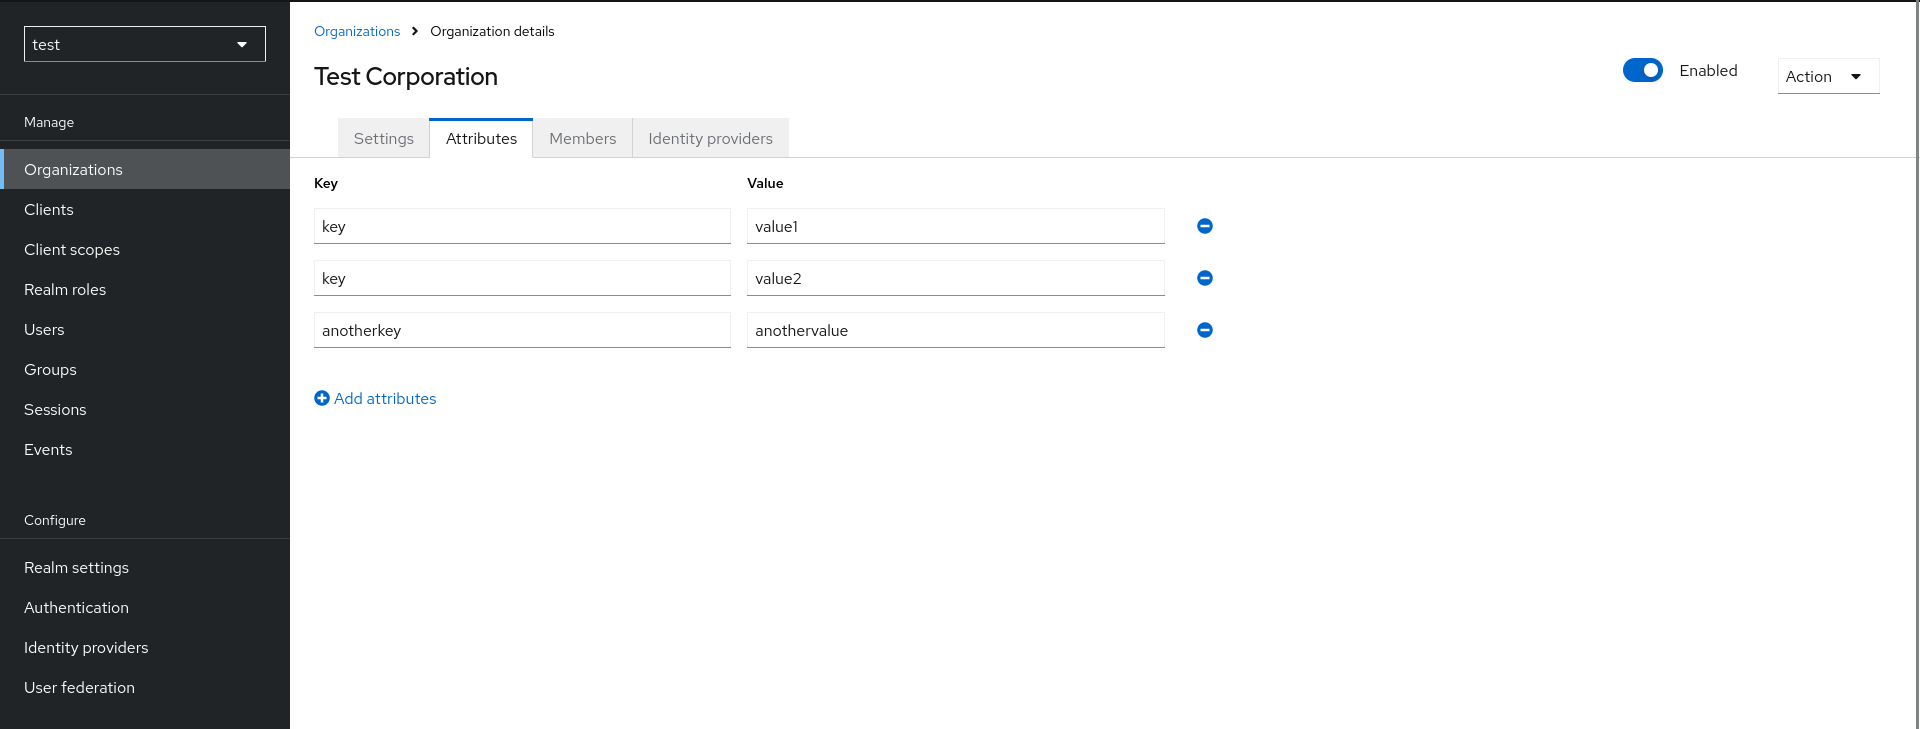 test
Manage
Organizations
Clients
Client scopes
Realm roles
Users
Groups
Sessions
Events
Configure
Realm settings
Authentication
Identity providers
User federation
Organizations Organization details
Test Corporation
Enabled
Action
Settings Attributes Members Identity providers
Key Value
key value1
key value2
anotherkey anothervalue
Add attributes